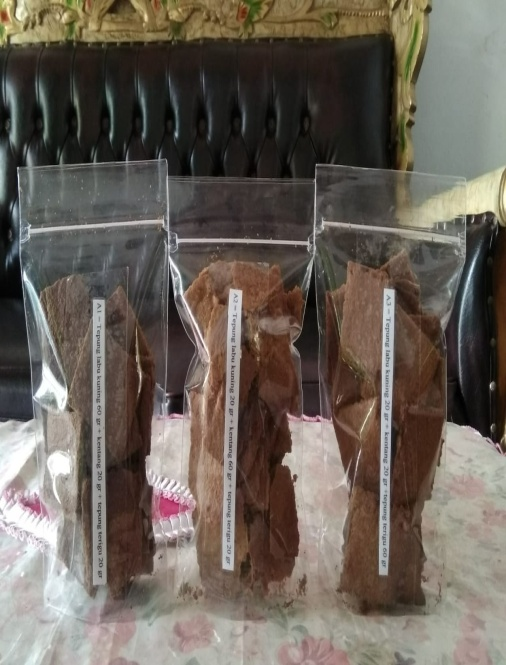 A1 = Tepung labu kuning 60 gr + kentang 20 gr + tepung terigu 20 gr
A2 = Tepung labu kuning 20 gr + kentang 60 gr + tepung terigu 20 gr
A3 = Tepung labu kuning 20 gr + kentang 20 gr +tepung terigu 60 gr